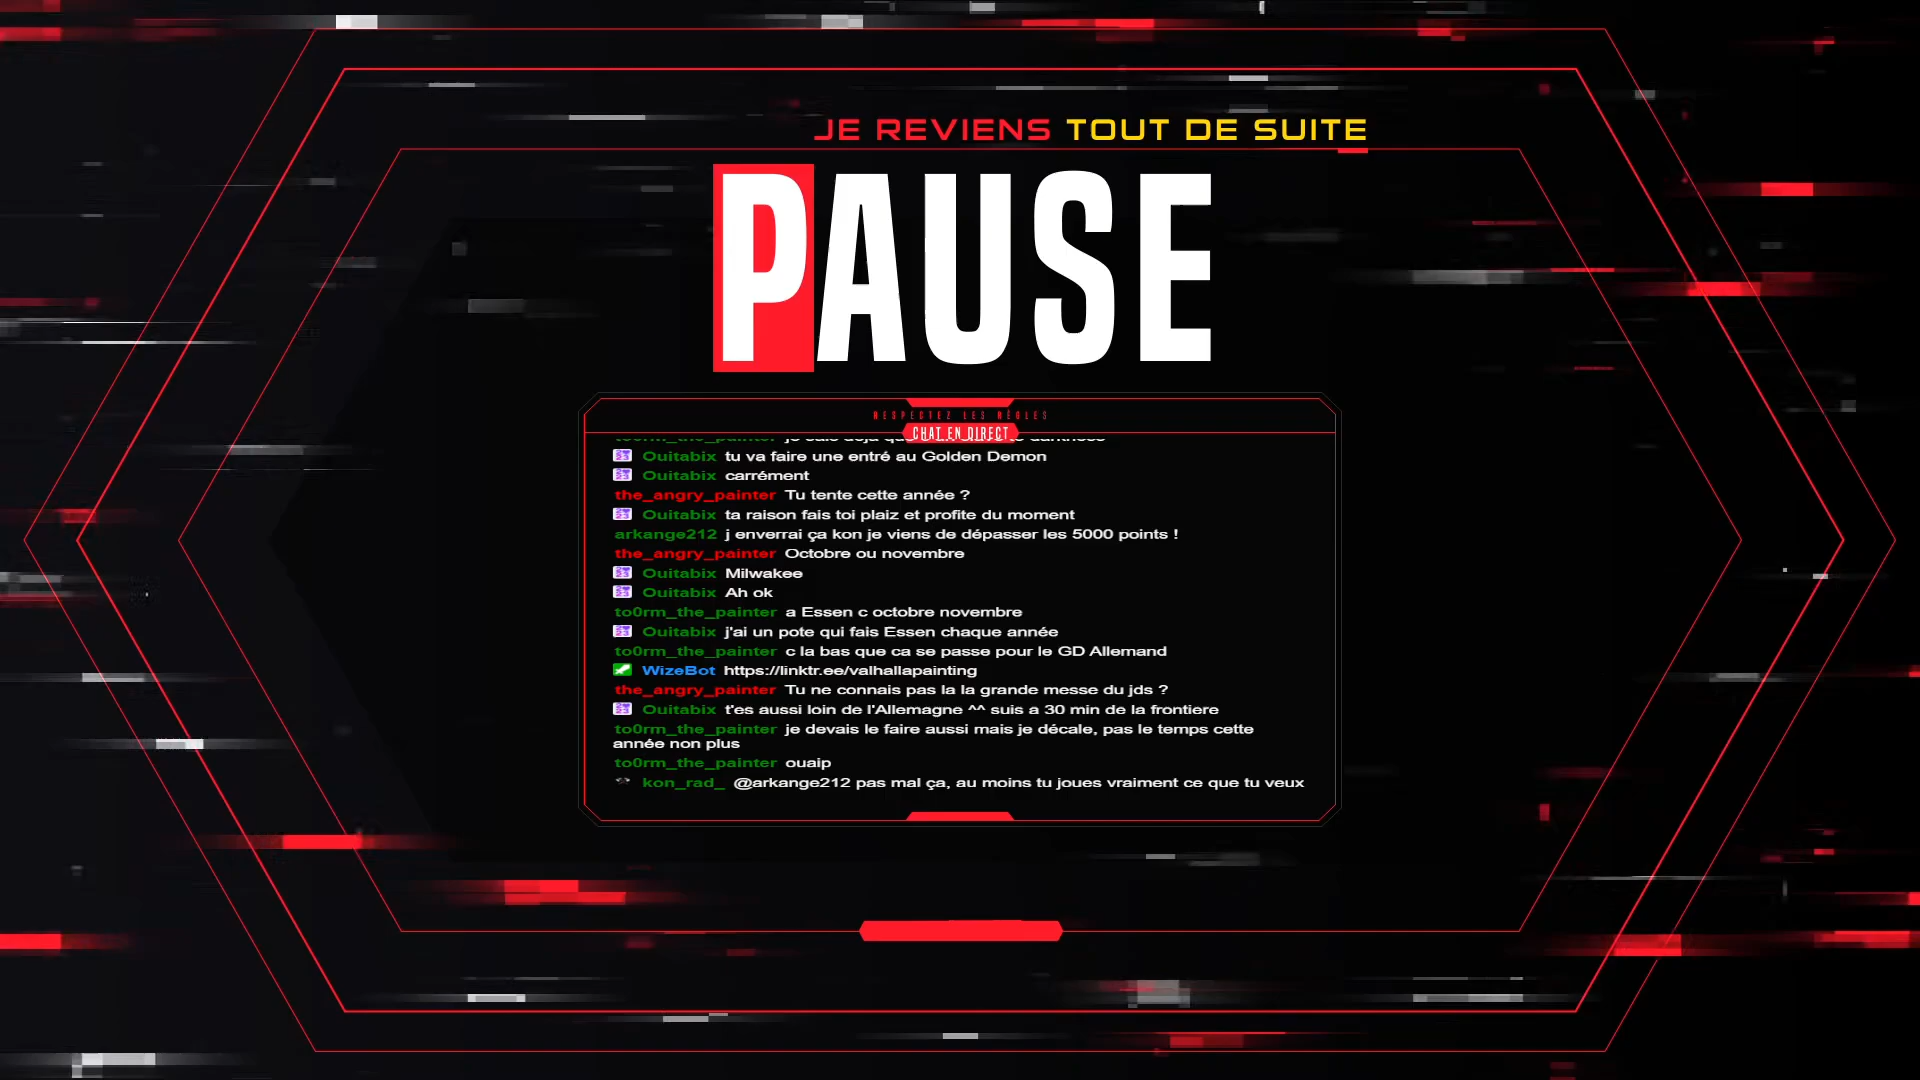 JE REVIENS TOUT DE SUITE
PAUSE
RESPECTEZ LES RÈGLES
CHAT EN DIRECT
to0rm_the_painter je sais déjà
Ouitabix tu va faire une entré au Golden Demon
Ouitabix carrément
the_angry_painter Tu tente cette année ?
Ouitabix ta raison fais toi plaiz et profite du moment
arkange212 j enverrai ça kon je viens de dépasser les 5000 points !
the_angry_painter Octobre ou novembre
Ouitabix Milwakee
Ouitabix Ah ok
to0rm_the_painter a Essen c octobre novembre
Ouitabix j'ai un pote qui fais Essen chaque année
to0rm_the_painter c la bas que ca se passe pour le GD Allemand
WizeBot https://linktr.ee/valhallapainting
the_angry_painter Tu ne connais pas la la grande messe du jds ?
Ouitabix t'es aussi loin de l'Allemagne ^^ suis a 30 min de la frontiere
to0rm_the_painter je devais le faire aussi mais je décale, pas le temps cette
année non plus
to0rm_the_painter ouaip
kon_rad_ @arkange212 pas mal ça, au moins tu joues vraiment ce que tu veux